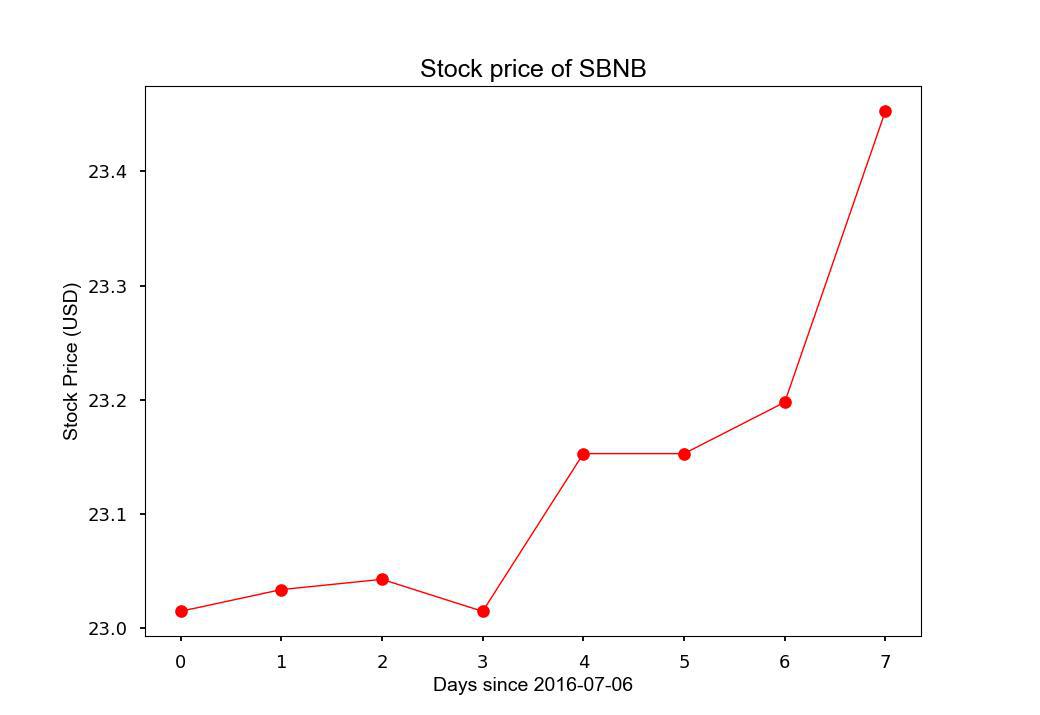 Stock price of SBNB
Stock Price (USD)
23.4
23.3
23.2
23.1
23.0
0 1 2 3 4 5 6 7
Days since 2016-07-06